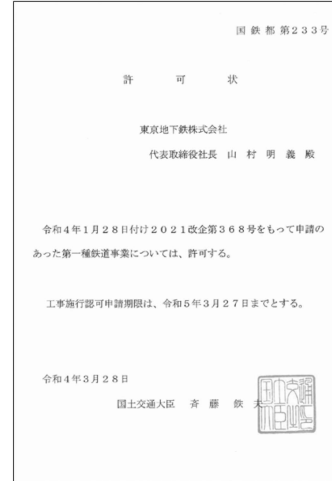 国鉄都第233号
許可状
東京地下鉄株式会社
代表取締役社長 山村明義殿
令和4年1月28日付け2021改企第368号をもって申請の
あった第一種鉄道事業については、許可する。
工事施行認可申請期限は、令和5年3月27日までとする。
令和4年3月28日
国土交通大臣 斉藤鉄夫